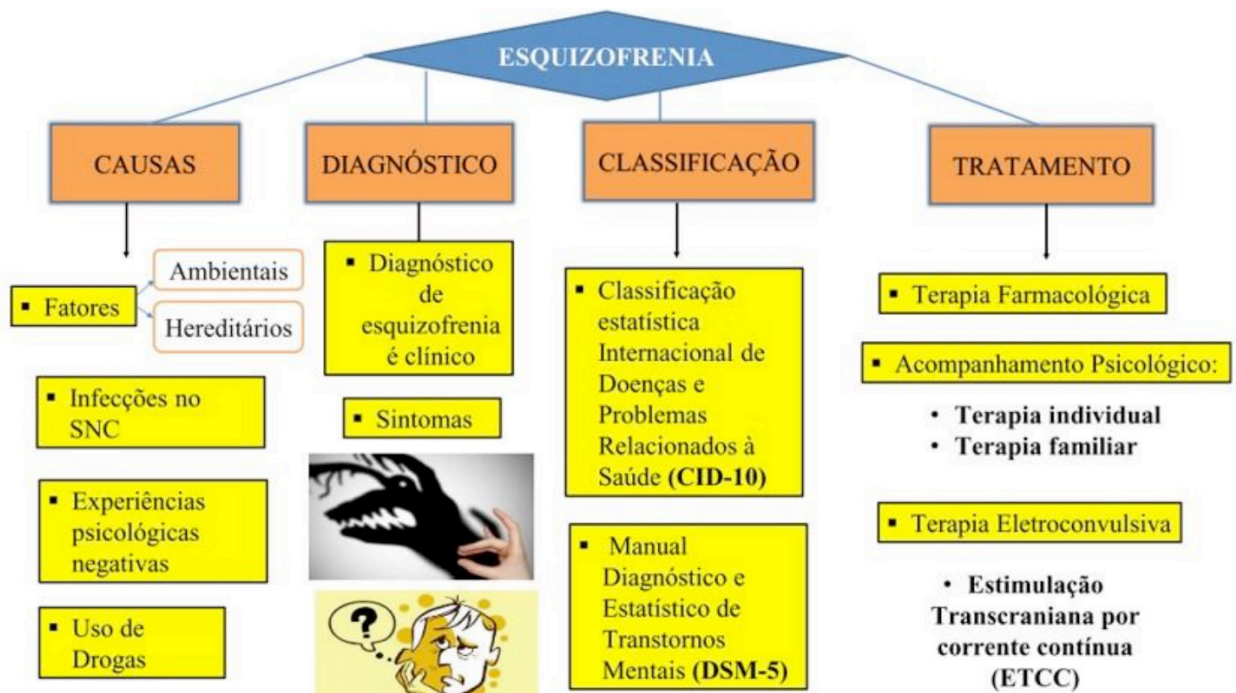 ESQUIZOFRENIA
CAUSAS
▪ Fatores
Ambientais
Hereditários
▪ Infecções no
SNC
▪ Experiências
psicológicas
negativas
▪ Uso de
Drogas
DIAGNÓSTICO
▪ Diagnóstico
de
esquizofrenia
é clínico
▪ Sintomas
?
CLASSIFICAÇÃO
▪ Classificação
estatística
Internacional de
Doenças e
Problemas
Relacionados à
Saúde (CID-10)
▪ Manual
Diagnóstico e
Estatístico de
Transtornos
Mentais (DSM-5)
TRATAMENTO
▪ Terapia Farmacológica
▪ Acompanhamento Psicológico:
• Terapia individual
• Terapia familiar
▪ Terapia Eletroconvulsiva
• Estimulação
Transcraniana por
corrente contínua
(ETCC)